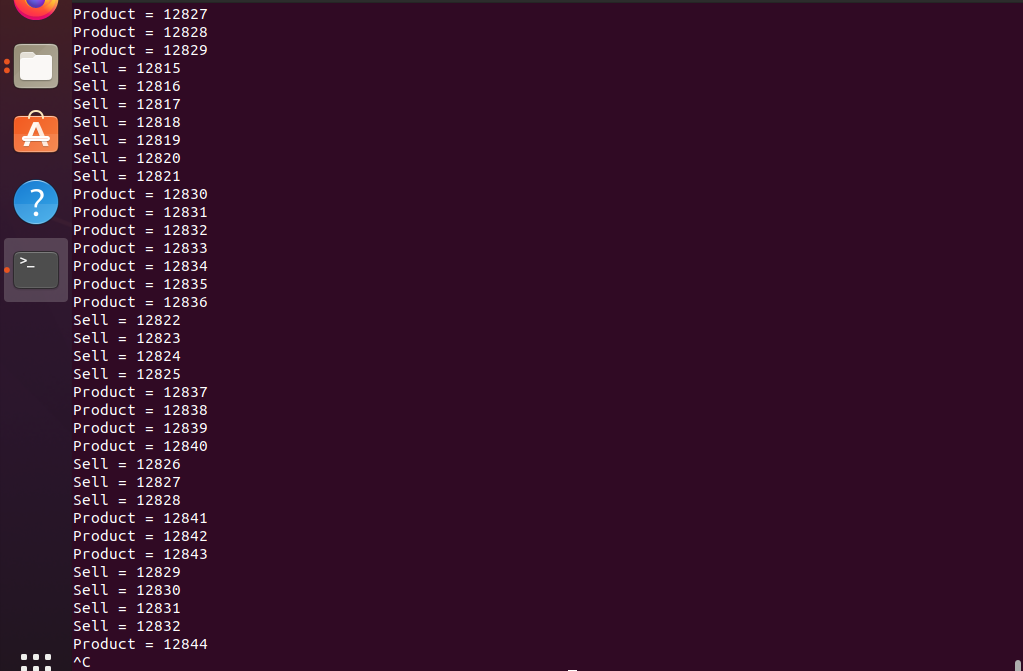 Product = 12827
Product = 12828
Product = 12829
Sell = 12815
Sell = 12816
Sell = 12817
Sell = 12818
Sell = 12819
Sell = 12820
Sell = 12821
Product = 12830
Product = 12831
Product = 12832
Product = 12833
Product = 12834
Product = 12835
Product = 12836
Sell = 12822
Sell = 12823
Sell = 12824
Sell = 12825
Product = 12837
Product = 12838
Product = 12839
Product = 12840
Sell = 12826
Sell = 12827
Sell = 12828
Product = 12841
Product = 12842
Product = 12843
Sell = 12829
Sell = 12830
Sell = 12831
Sell = 12832
Product = 12844
^C